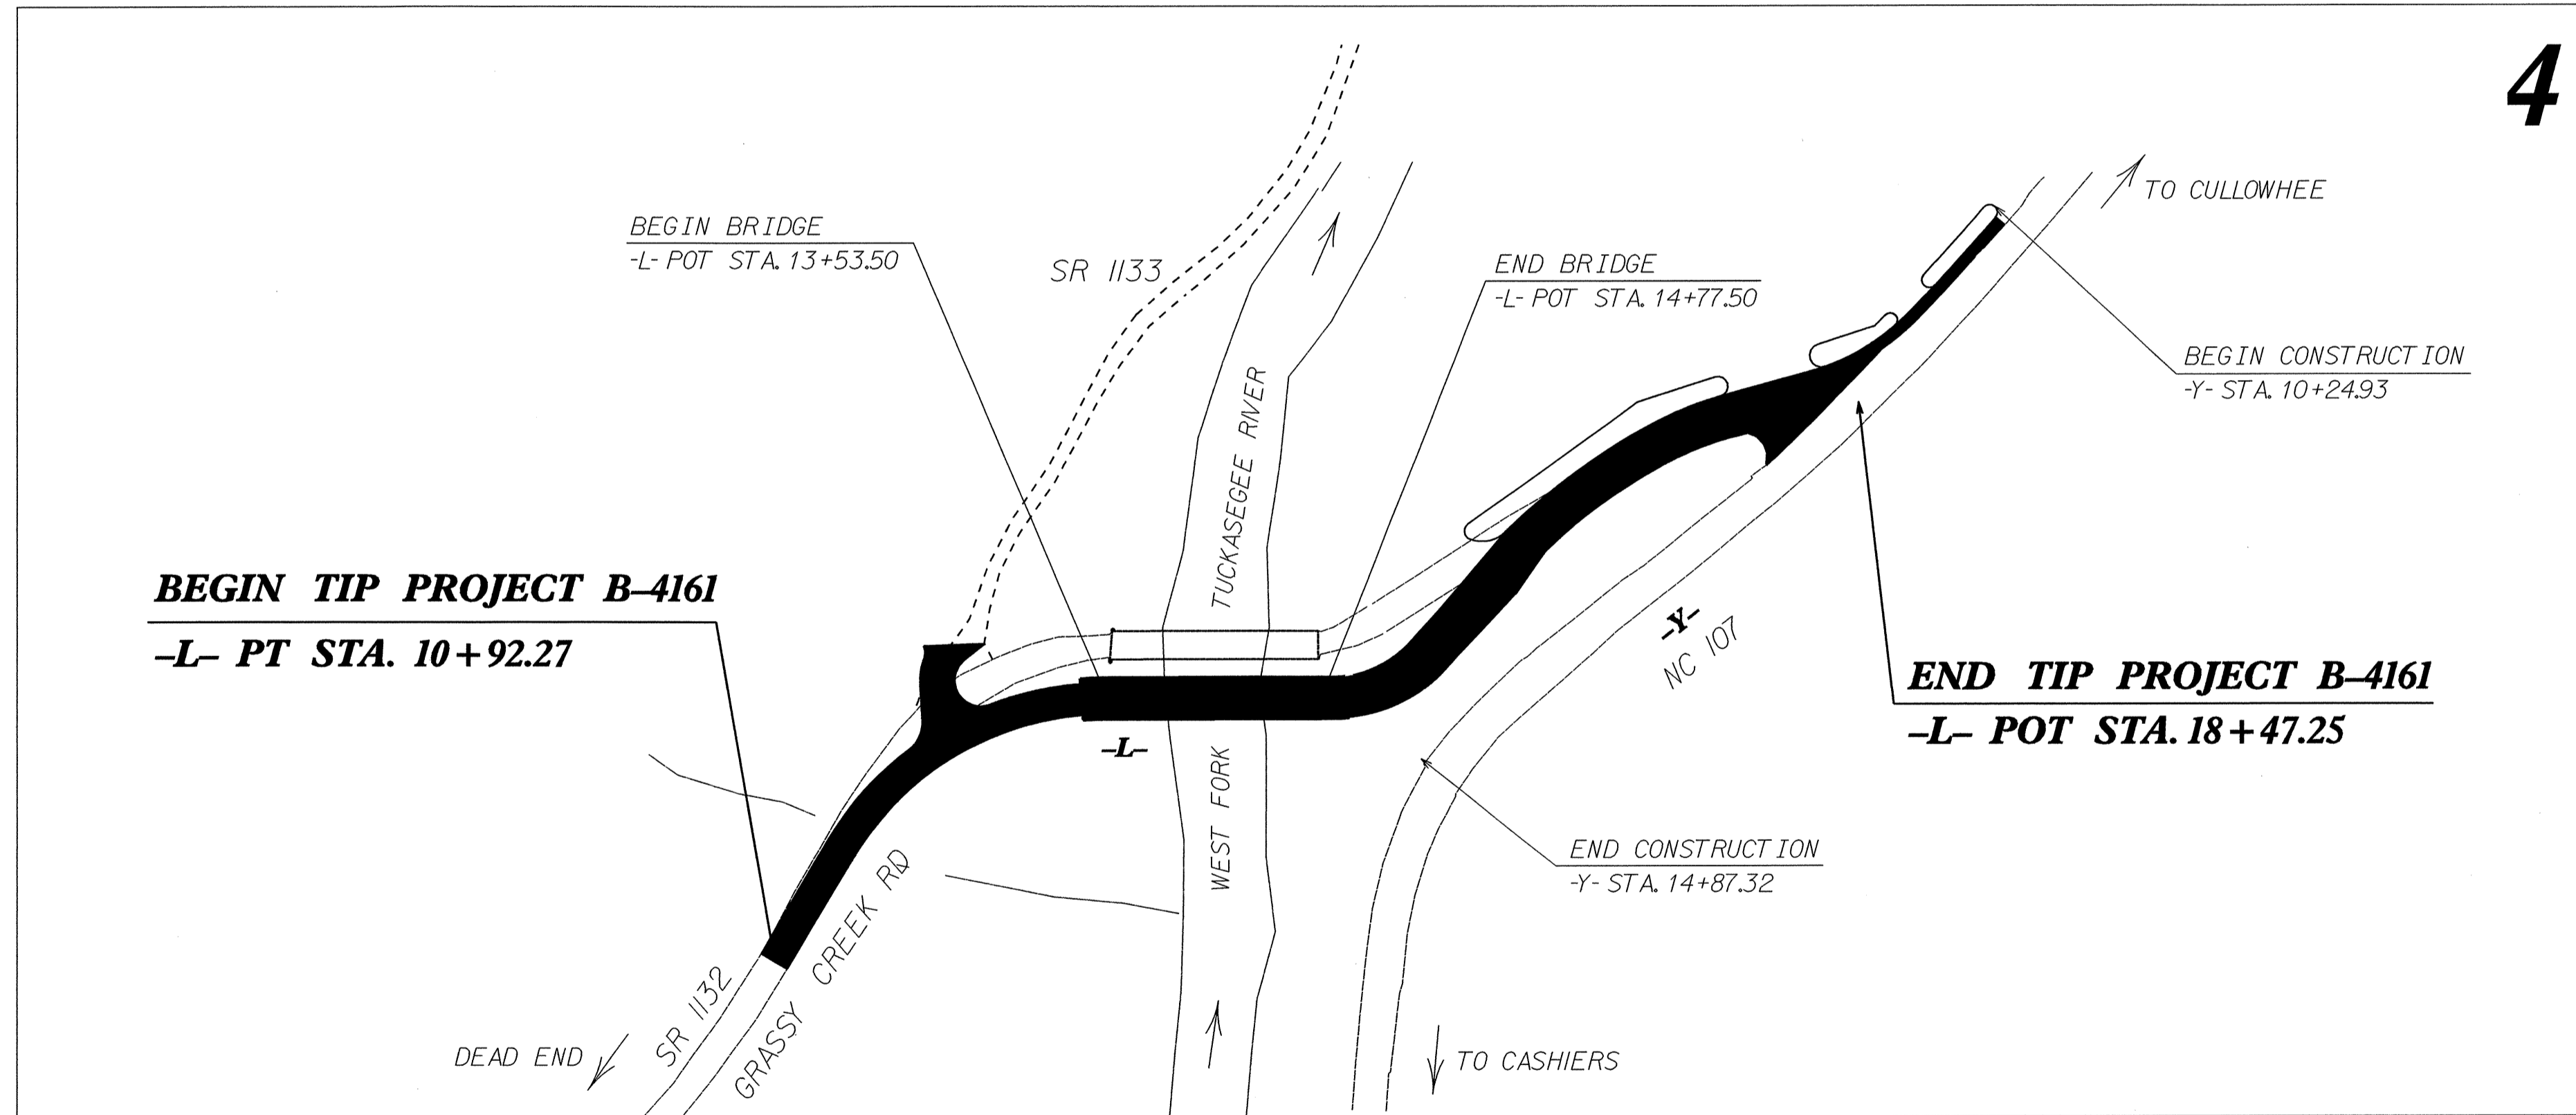 4
TO CULLOWHEE
BEGIN BRIDGE
-L- POT STA. 13+53.50
SR 1133
END BRIDGE
-L- POT STA. 14+77.50
BEGIN CONSTRUCTION
-Y- STA. 10+24.93
TUCKASEGEE RIVER
BEGIN TIP PROJECT B-4161
-L- PT STA. 10+92.27
-Y-
NC 107
END TIP PROJECT B-4161
-L- POT STA. 18+47.25
-L-
WEST FORK
END CONSTRUCTION
-Y- STA. 14+87.32
SR 1132
GRASSY CREEK RD
DEAD END
TO CASHIERS